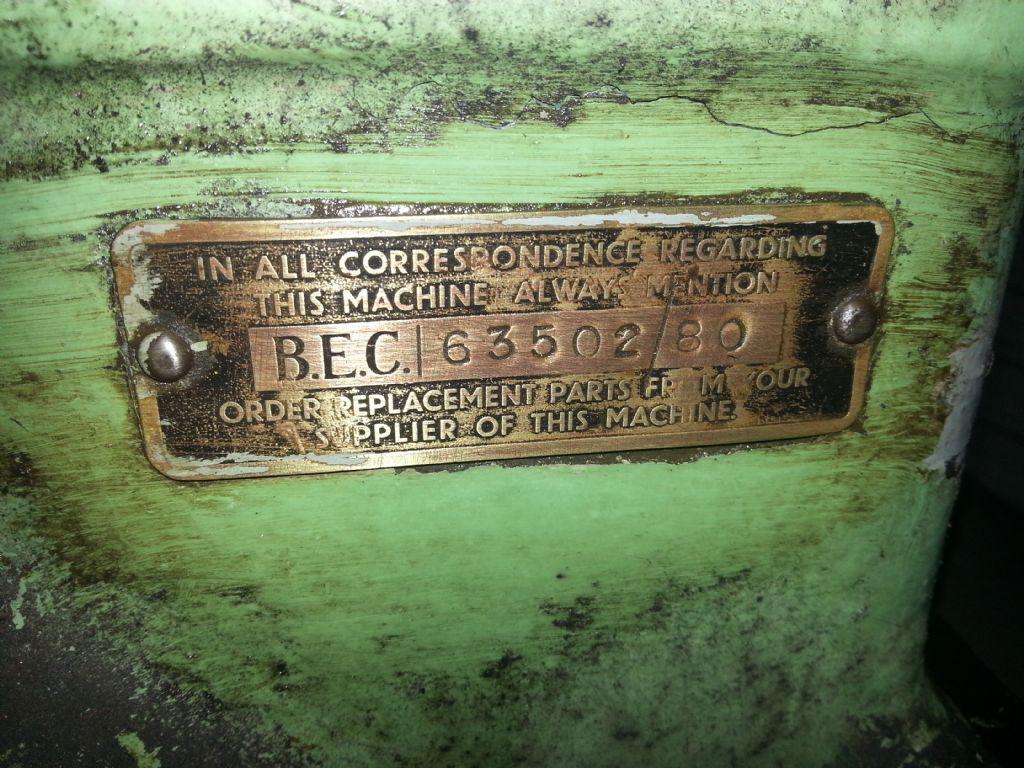 IN ALL CORRESPONDENCE REGARDING
THIS MACHINE ALWAYS MENTION
B.E.C. 63502/80
ORDER REPLACEMENT PARTS FROM YOUR
SUPPLIER OF THIS MACHINE